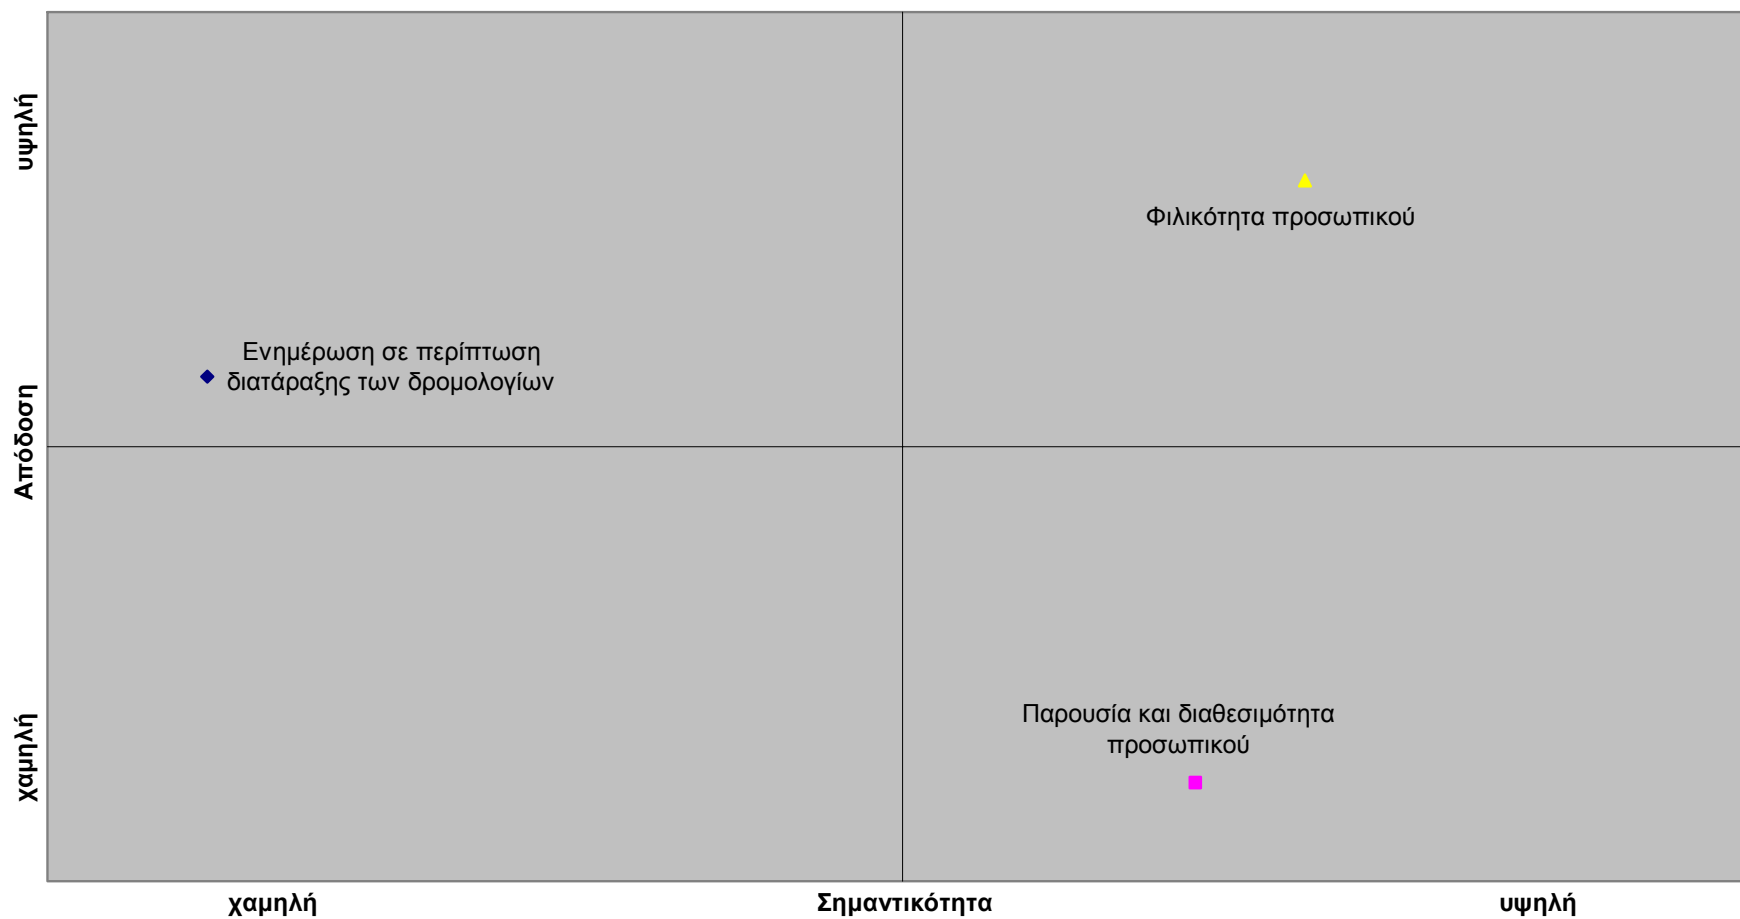 υψηλή
Φιλικότητα προσωπικού
Ενημέρωση σε περίπτωση
διατάραξης των δρομολογίων
Απόδοση
Παρουσία και διαθεσιμότητα
προσωπικού
χαμηλή
χαμηλή
Σημαντικότητα
υψηλή